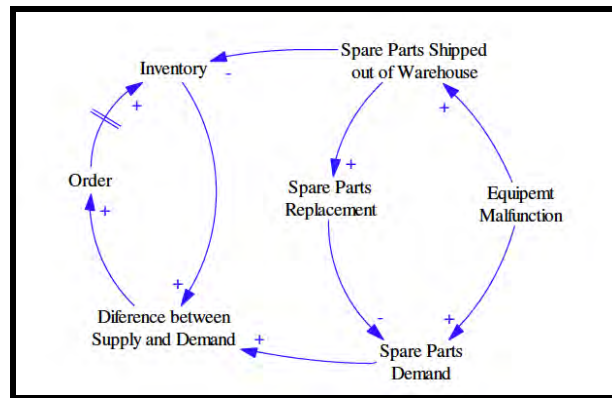 Inventory
-
Spare Parts Shipped
out of Warehouse
+
+
Order
+
+
Spare Parts
Replacement
Equipemt
Malfunction
+
Diference between
Supply and Demand
+
-
+
Spare Parts
Demand